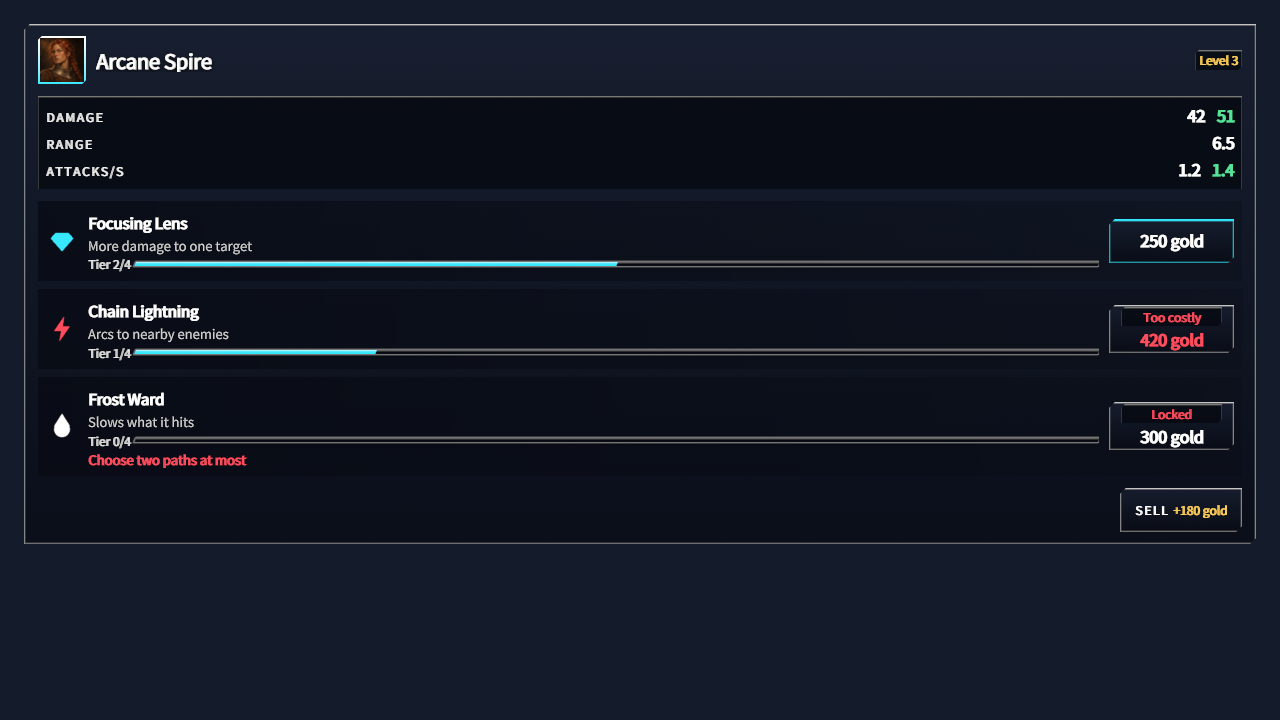 Arcane Spire
Level 3
DAMAGE 42 51
RANGE 6.5
ATTACKS/S 1.2 1.4
Focusing Lens
More damage to one target
Tier 2/4
250 gold
Chain Lightning
Arcs to nearby enemies
Tier 1/4
Too costly
420 gold
Frost Ward
Slows what it hits
Tier 0/4
Choose two paths at most
Locked
300 gold
SELL +180 gold